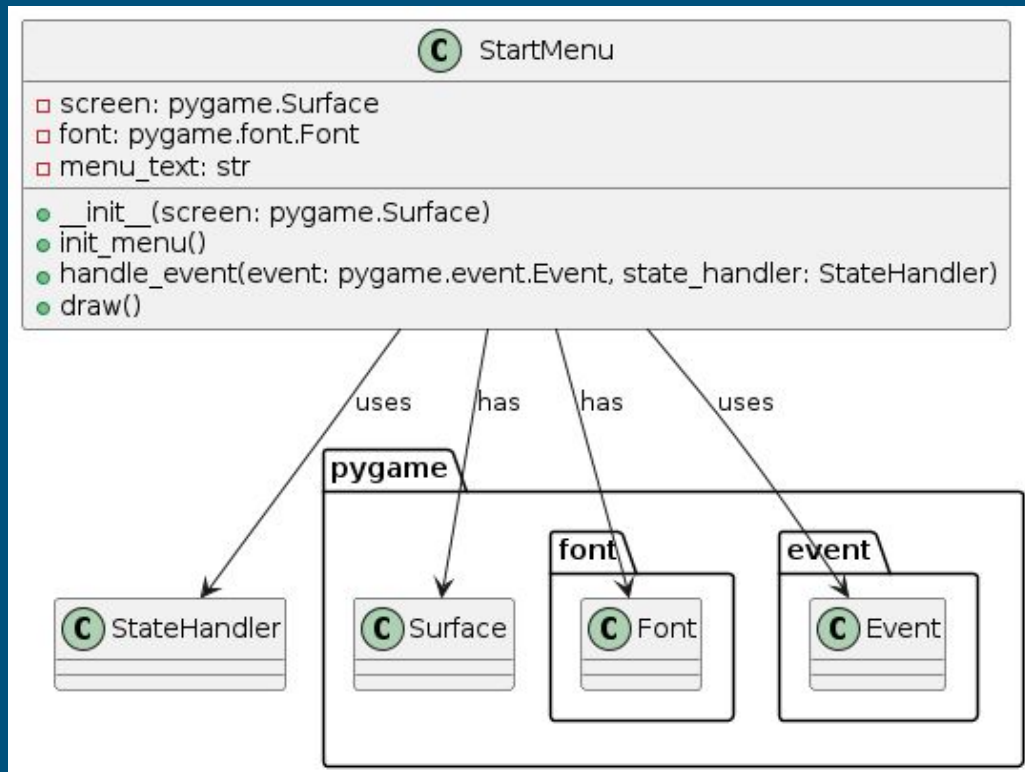 C StartMenu
screen: pygame.Surface
font: pygame.font.Font
menu_text: str
__init__(screen: pygame.Surface)
init_menu()
handle_event(event: pygame.event.Event, state_handler: StateHandler)
draw()
uses has has uses
pygame
font event
C StateHandler C Surface C Font C Event